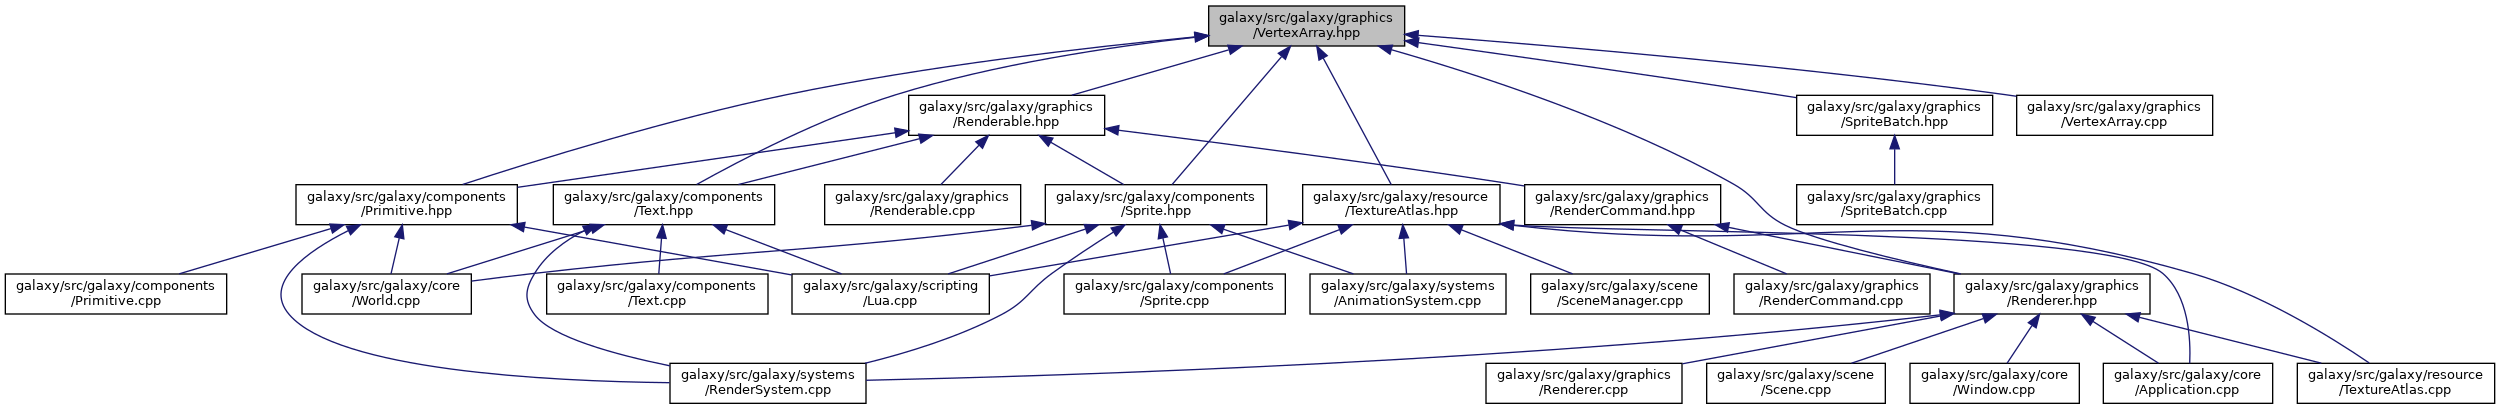 galaxy/src/galaxy/graphics
/VertexArray.hpp
galaxy/src/galaxy/graphics
/Renderable.hpp
galaxy/src/galaxy/graphics
/SpriteBatch.hpp
galaxy/src/galaxy/graphics
/VertexArray.cpp
galaxy/src/galaxy/components
/Primitive.hpp
galaxy/src/galaxy/components
/Text.hpp
galaxy/src/galaxy/graphics
/Renderable.cpp
galaxy/src/galaxy/components
/Sprite.hpp
galaxy/src/galaxy/resource
/TextureAtlas.hpp
galaxy/src/galaxy/graphics
/RenderCommand.hpp
galaxy/src/galaxy/graphics
/SpriteBatch.cpp
galaxy/src/galaxy/components
/Primitive.cpp
galaxy/src/galaxy/core
/World.cpp
galaxy/src/galaxy/components
/Text.cpp
galaxy/src/galaxy/scripting
/Lua.cpp
galaxy/src/galaxy/components
/Sprite.cpp
galaxy/src/galaxy/systems
/AnimationSystem.cpp
galaxy/src/galaxy/scene
/SceneManager.cpp
galaxy/src/galaxy/graphics
/RenderCommand.cpp
galaxy/src/galaxy/graphics
/Renderer.hpp
galaxy/src/galaxy/systems
/RenderSystem.cpp
galaxy/src/galaxy/graphics
/Renderer.cpp
galaxy/src/galaxy/scene
/Scene.cpp
galaxy/src/galaxy/core
/Window.cpp
galaxy/src/galaxy/core
/Application.cpp
galaxy/src/galaxy/resource
/TextureAtlas.cpp